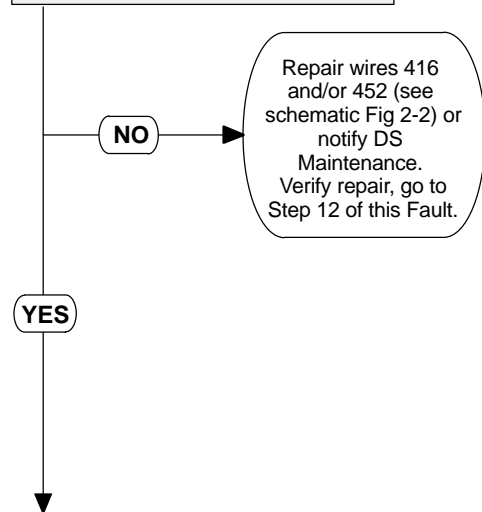 NO
Repair wires 416
and/or 452 (see
schematic Fig 2-2) or
notify DS
Maintenance.
Verify repair, go to
Step 12 of this Fault.
YES